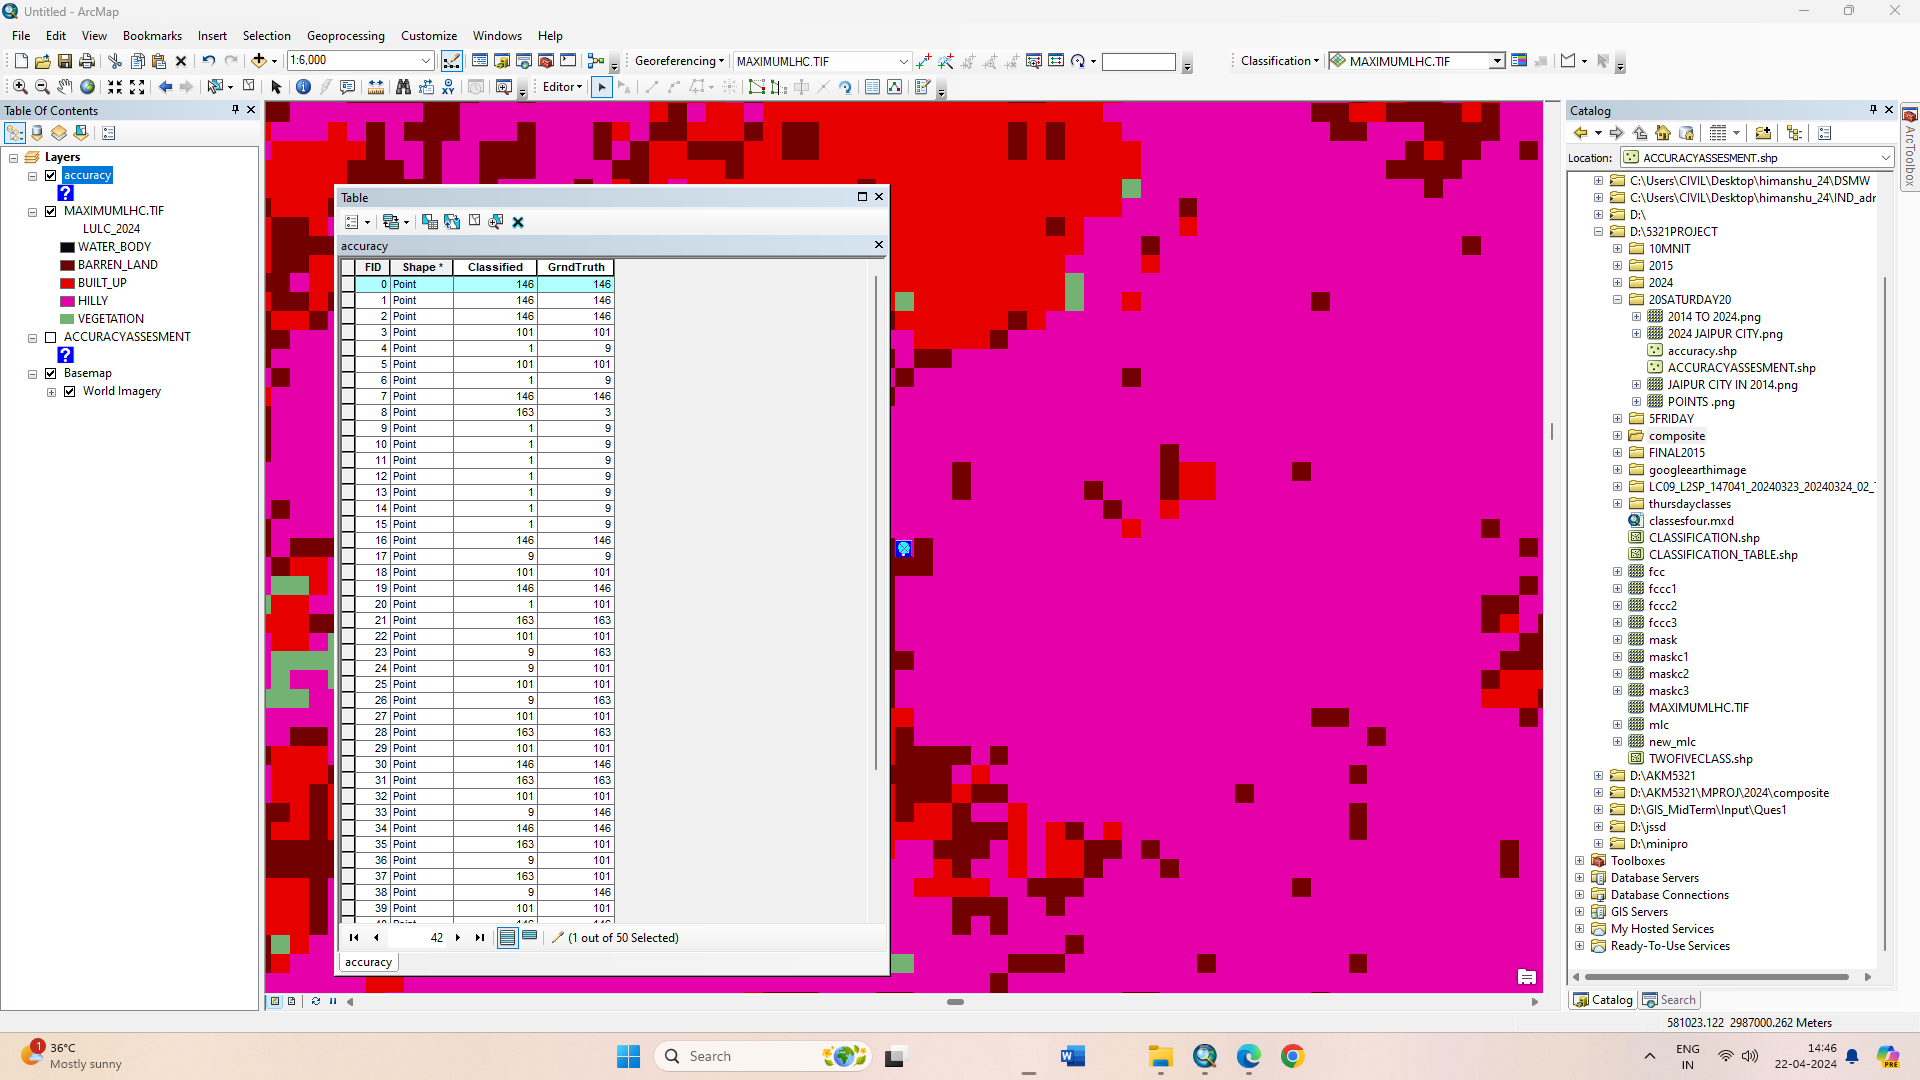 Untitled - ArcMap
File Edit View Bookmarks Insert Selection Geoprocessing Customize Windows Help
1:6,000 Georeferencing MAXIMUMLHC.TIF Classification MAXIMUMLHC.TIF
Editor
Table Of Contents
Layers
accuracy
?
MAXIMUMLHC.TIF
LULC_2024
WATER_BODY
BARREN_LAND
BUILT_UP
HILLY
VEGETATION
ACCURACYASSESMENT
?
Basemap
World Imagery
Table
accuracy
FID Shape * Classified GrndTruth
0 Point 146 146
1 Point 146 146
2 Point 146 146
3 Point 101 101
4 Point 1 9
5 Point 101 101
6 Point 1 9
7 Point 146 146
8 Point 163 3
9 Point 1 9
10 Point 1 9
11 Point 1 9
12 Point 1 9
13 Point 1 9
14 Point 1 9
15 Point 1 9
16 Point 146 146
17 Point 9 9
18 Point 101 101
19 Point 146 146
20 Point 1 101
21 Point 163 163
22 Point 101 101
23 Point 9 163
24 Point 9 101
25 Point 101 101
26 Point 9 163
27 Point 101 101
28 Point 163 163
29 Point 101 101
30 Point 146 146
31 Point 163 163
32 Point 101 101
33 Point 9 146
34 Point 146 146
35 Point 163 101
36 Point 9 101
37 Point 163 101
38 Point 9 146
39 Point 101 101
42 (1 out of 50 Selected)
accuracy
Catalog
Location: ACCURACYASSESMENT.shp
C:\Users\CIVIL\Desktop\himanshu_24\DSMW
C:\Users\CIVIL\Desktop\himanshu_24\IND_adr
D:\
D:\5321PROJECT
10MNIT
2015
2024
20SATURDAY20
2014 TO 2024.png
2024 JAIPUR CITY.png
accuracy.shp
ACCURACYASSESMENT.shp
JAIPUR CITY IN 2014.png
POINTS .png
5FRIDAY
composite
FINAL2015
googleearthimage
LC09_L2SP_147041_20240323_20240324_02_
thursdayclasses
classesfour.mxd
CLASSIFICATION.shp
CLASSIFICATION_TABLE.shp
fcc
fccc1
fccc2
fccc3
mask
maskc1
maskc2
maskc3
MAXIMUMLHC.TIF
mlc
new_mlc
TWOFIVECLASS.shp
D:\AKM5321
D:\AKM5321\MPROJ\2024\composite
D:\GIS_MidTerm\Input\Ques1
D:\jssd
D:\minipro
Toolboxes
Database Servers
Database Connections
GIS Servers
My Hosted Services
Ready-To-Use Services
Catalog Search
ArcToolbox
581023.122 2987000.262 Meters
1
36°C
Mostly sunny
Search
ENG
IN
14:46
22-04-2024
PRE